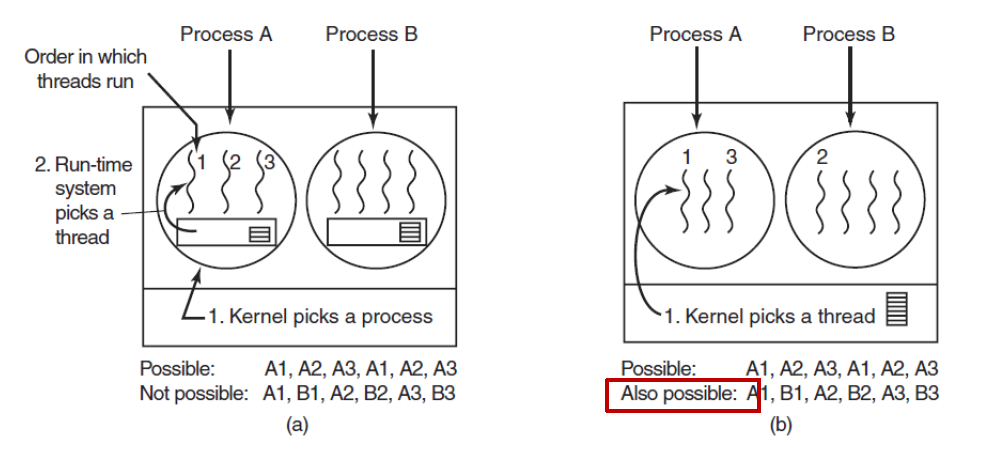 Process A
Process B
Order in which
threads run
1 2 3
2. Run-time
system
picks a
thread
1. Kernel picks a process
Possible: A1, A2, A3, A1, A2, A3
Not possible: A1, B1, A2, B2, A3, B3
(a)
Process A
Process B
1 3
2
1. Kernel picks a thread
Possible: A1, A2, A3, A1, A2, A3
Also possible: A1, B1, A2, B2, A3, B3
(b)